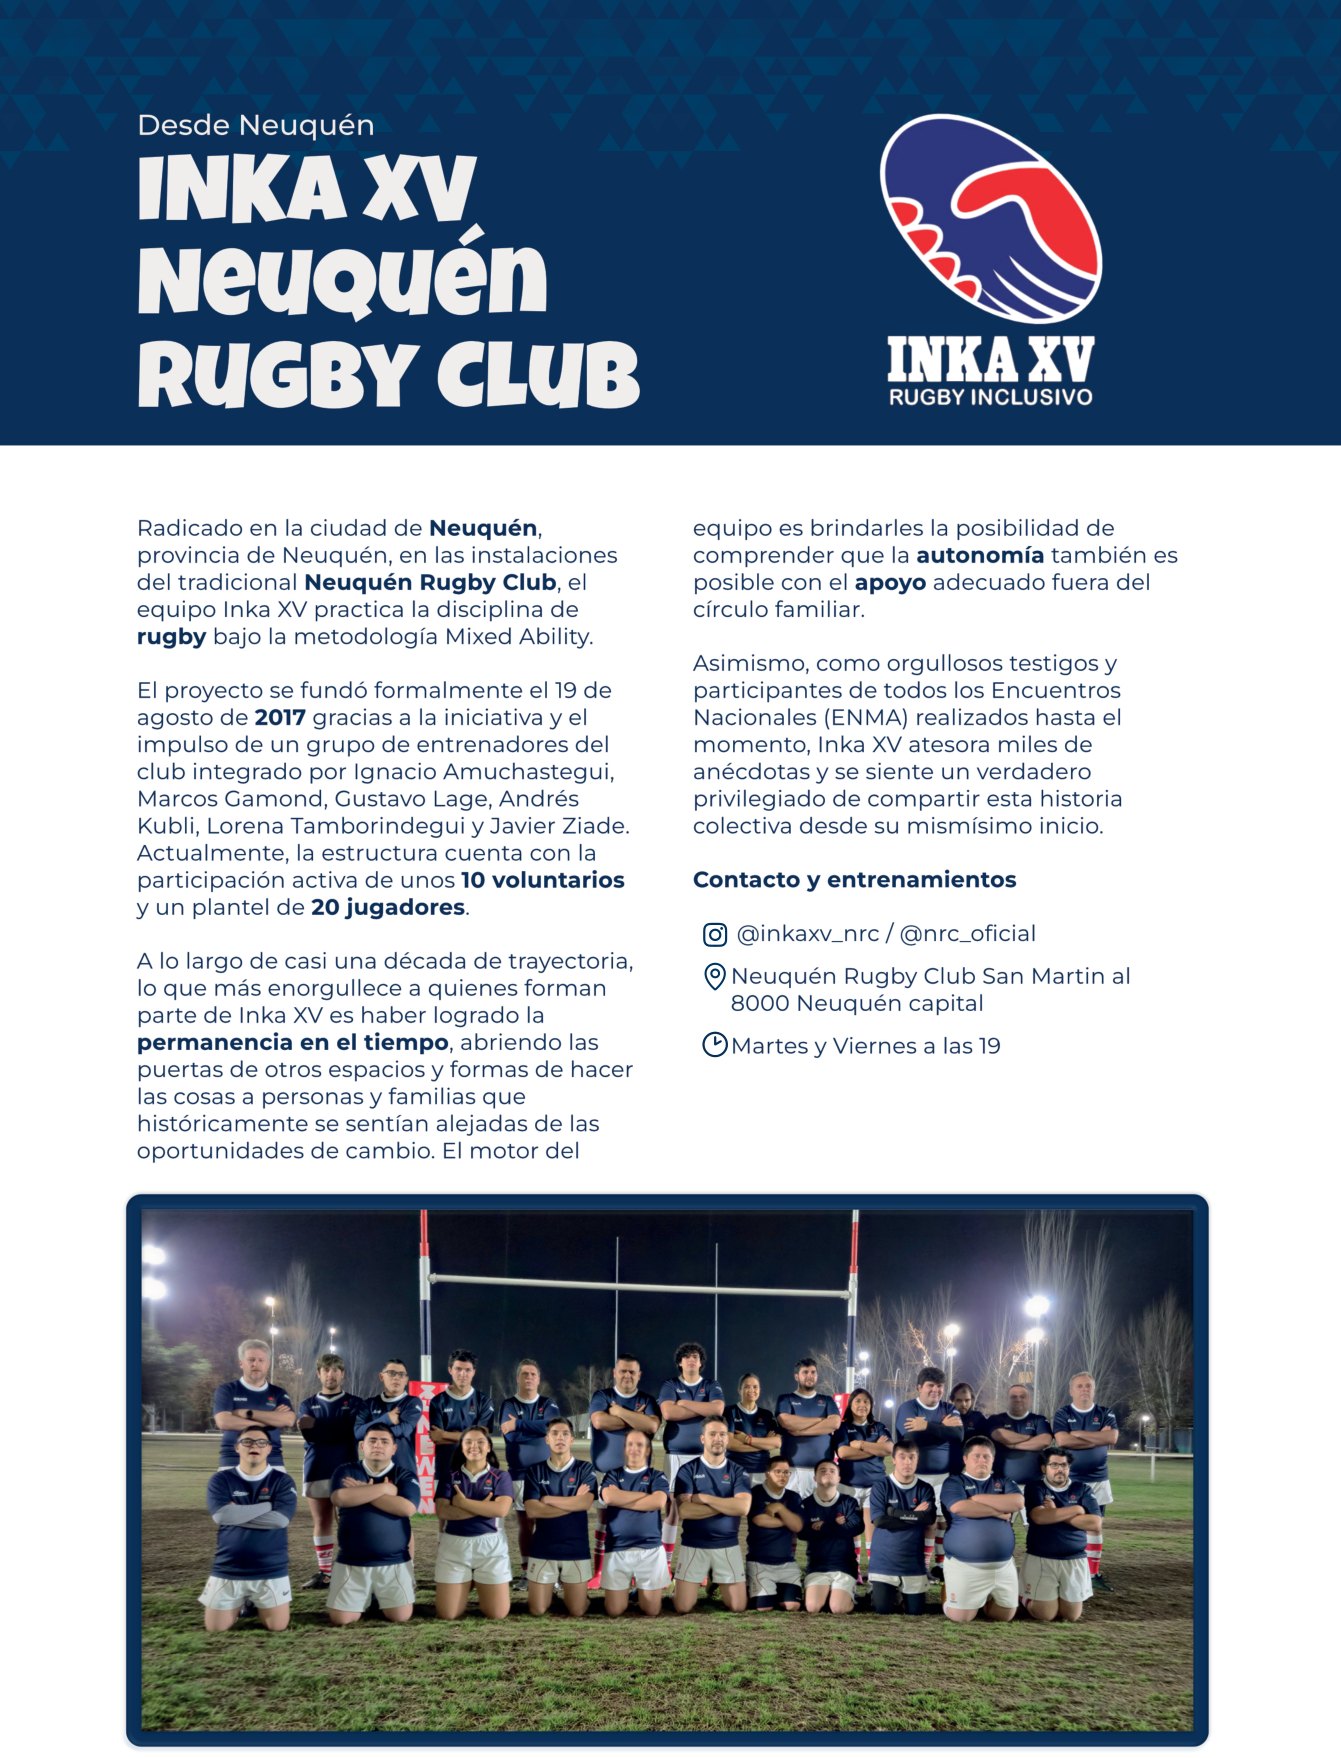 Desde Neuquén
INKA XV
Neuquén
RUGBY CLUB
INKA XV
RUGBY INCLUSIVO
Radicado en la ciudad de Neuquén,
provincia de Neuquén, en las instalaciones
del tradicional Neuquén Rugby Club, el
equipo Inka XV practica la disciplina de
rugby bajo la metodología Mixed Ability.
El proyecto se fundó formalmente el 19 de
agosto de 2017 gracias a la iniciativa y el
impulso de un grupo de entrenadores del
club integrado por Ignacio Amuchastegui,
Marcos Gamond, Gustavo Lage, Andrés
Kubli, Lorena Tamborindegui y Javier Ziade.
Actualmente, la estructura cuenta con la
participación activa de unos 10 voluntarios
y un plantel de 20 jugadores.
A lo largo de casi una década de trayectoria,
lo que más enorgullece a quienes forman
parte de Inka XV es haber logrado la
permanencia en el tiempo, abriendo las
puertas de otros espacios y formas de hacer
las cosas a personas y familias que
históricamente se sentían alejadas de las
oportunidades de cambio. El motor del
equipo es brindarles la posibilidad de
comprender que la autonomía también es
posible con el apoyo adecuado fuera del
círculo familiar.
Asimismo, como orgullosos testigos y
participantes de todos los Encuentros
Nacionales (ENMA) realizados hasta el
momento, Inka XV atesora miles de
anécdotas y se siente un verdadero
privilegiado de compartir esta historia
colectiva desde su mismísimo inicio.
Contacto y entrenamientos
@inkaxv_nrc / @nrc_oficial
Neuquén Rugby Club San Martin al
8000 Neuquén capital
Martes y Viernes a las 19